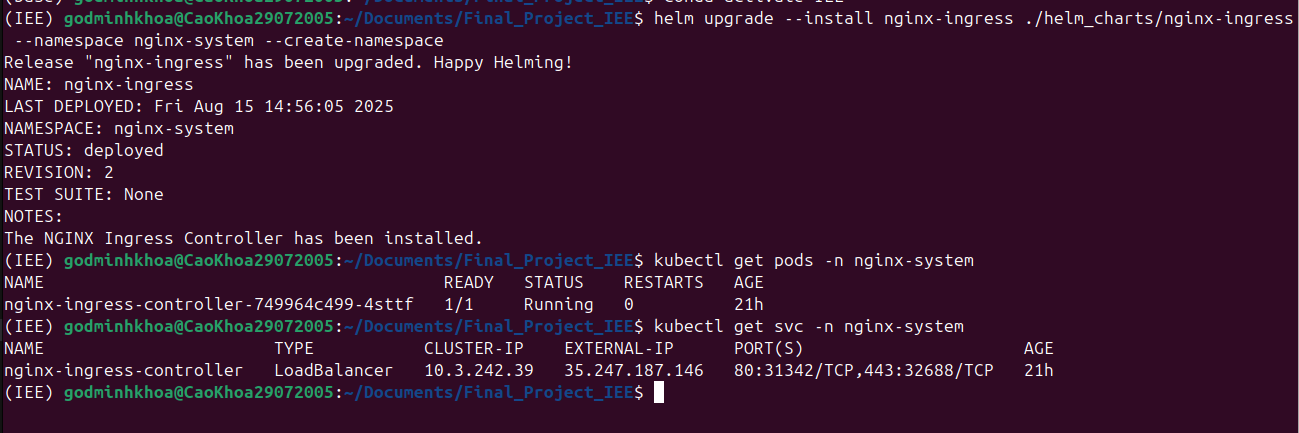 (IEE) godminhkhoa@CaoKhoa29072005:~/Documents/Final_Project_IEE$ helm upgrade --install nginx-ingress ./helm_charts/nginx-ingress
 --namespace nginx-system --create-namespace
Release "nginx-ingress" has been upgraded. Happy Helming!
NAME: nginx-ingress
LAST DEPLOYED: Fri Aug 15 14:56:05 2025
NAMESPACE: nginx-system
STATUS: deployed
REVISION: 2
TEST SUITE: None
NOTES:
The NGINX Ingress Controller has been installed.
(IEE) godminhkhoa@CaoKhoa29072005:~/Documents/Final_Project_IEE$ kubectl get pods -n nginx-system
NAME                                        READY   STATUS    RESTARTS   AGE
nginx-ingress-controller-749964c499-4sttf   1/1     Running   0          21h
(IEE) godminhkhoa@CaoKhoa29072005:~/Documents/Final_Project_IEE$ kubectl get svc -n nginx-system
NAME                       TYPE           CLUSTER-IP    EXTERNAL-IP      PORT(S)                      AGE
nginx-ingress-controller   LoadBalancer   10.3.242.39   35.247.187.146   80:31342/TCP,443:32688/TCP   21h
(IEE) godminhkhoa@CaoKhoa29072005:~/Documents/Final_Project_IEE$